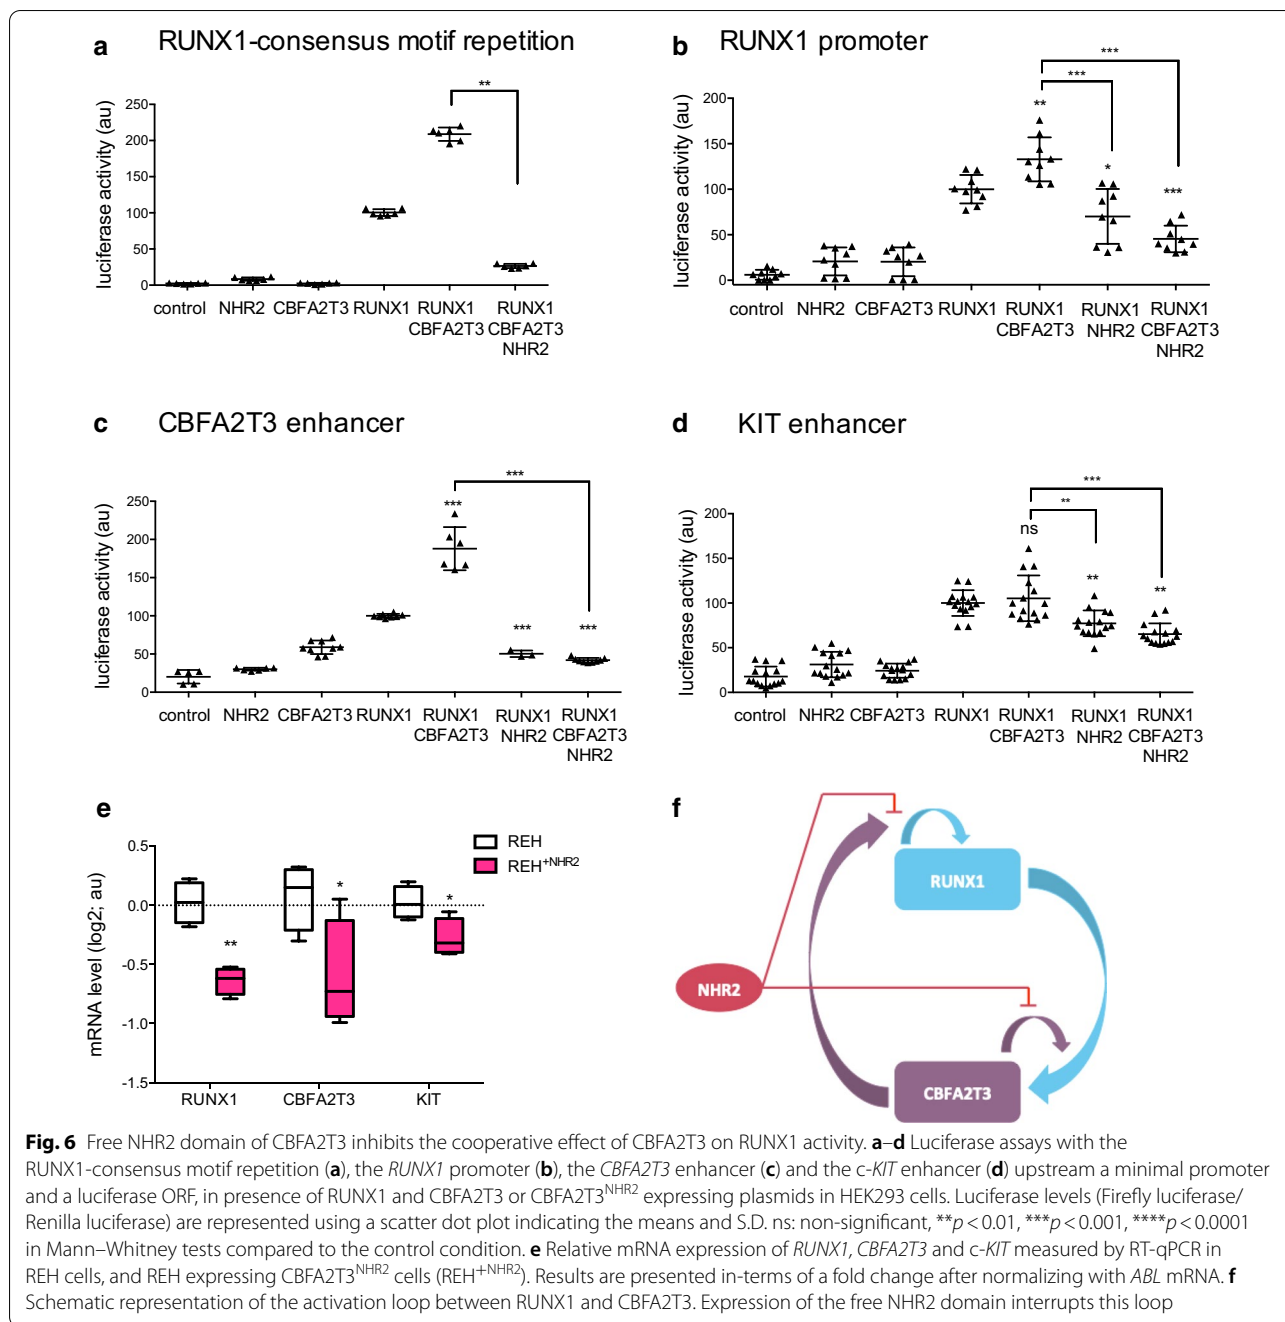 a RUNX1-consensus motif repetition
luciferase activity (au)
250
200
150
100
50
0
**
control NHR2 CBFA2T3 RUNX1 RUNX1 RUNX1
CBFA2T3 CBFA2T3
NHR2
b RUNX1 promoter
luciferase activity (au)
200
150
100
50
0
***
***
**
*
***
control NHR2 CBFA2T3 RUNX1 RUNX1 RUNX1 RUNX1
CBFA2T3 NHR2 CBFA2T3
NHR2
c CBFA2T3 enhancer
luciferase activity (au)
250
200
150
100
50
0
***
***
***
***
control NHR2 CBFA2T3 RUNX1 RUNX1 RUNX1 RUNX1
CBFA2T3 NHR2 CBFA2T3
NHR2
d KIT enhancer
luciferase activity (au)
200
150
100
50
0
***
**
ns
**
**
control NHR2 CBFA2T3 RUNX1 RUNX1 RUNX1 RUNX1
CBFA2T3 NHR2 CBFA2T3
NHR2
e
mRNA level (log2; au)
0.5
0.0
-0.5
-1.0
-1.5
REH
REH+NHR2
**
*
*
RUNX1 CBFA2T3 KIT
f
RUNX1
NHR2
CBFA2T3
Fig. 6 Free NHR2 domain of CBFA2T3 inhibits the cooperative effect of CBFA2T3 on RUNX1 activity. a–d Luciferase assays with the
RUNX1-consensus motif repetition (a), the RUNX1 promoter (b), the CBFA2T3 enhancer (c) and the c-KIT enhancer (d) upstream a minimal promoter
and a luciferase ORF, in presence of RUNX1 and CBFA2T3 or CBFA2T3NHR2 expressing plasmids in HEK293 cells. Luciferase levels (Firefly luciferase/
Renilla luciferase) are represented using a scatter dot plot indicating the means and S.D. ns: non-significant, **p < 0.01, ***p < 0.001, ****p < 0.0001
in Mann–Whitney tests compared to the control condition. e Relative mRNA expression of RUNX1, CBFA2T3 and c-KIT measured by RT-qPCR in
REH cells, and REH expressing CBFA2T3NHR2 cells (REH+NHR2). Results are presented in-terms of a fold change after normalizing with ABL mRNA. f
Schematic representation of the activation loop between RUNX1 and CBFA2T3. Expression of the free NHR2 domain interrupts this loop